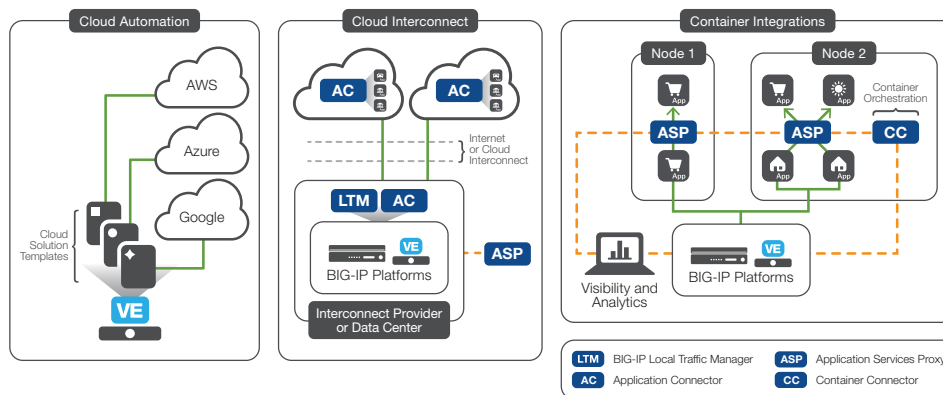 Cloud Automation
AWS
Azure
Google
Cloud
Solution
Templates
VE
Cloud Interconnect
AC
AC
Internet
or Cloud
Interconnect
LTM
AC
VE
BIG-IP Platforms
ASP
Interconnect Provider
or Data Center
Container Integrations
Node 1
Node 2
App
App
App
Container
Orchestration
ASP
ASP
CC
App
App
App
VE
BIG-IP Platforms
Visibility and
Analytics
LTM BIG-IP Local Traffic Manager
ASP Application Services Proxy
AC Application Connector
CC Container Connector